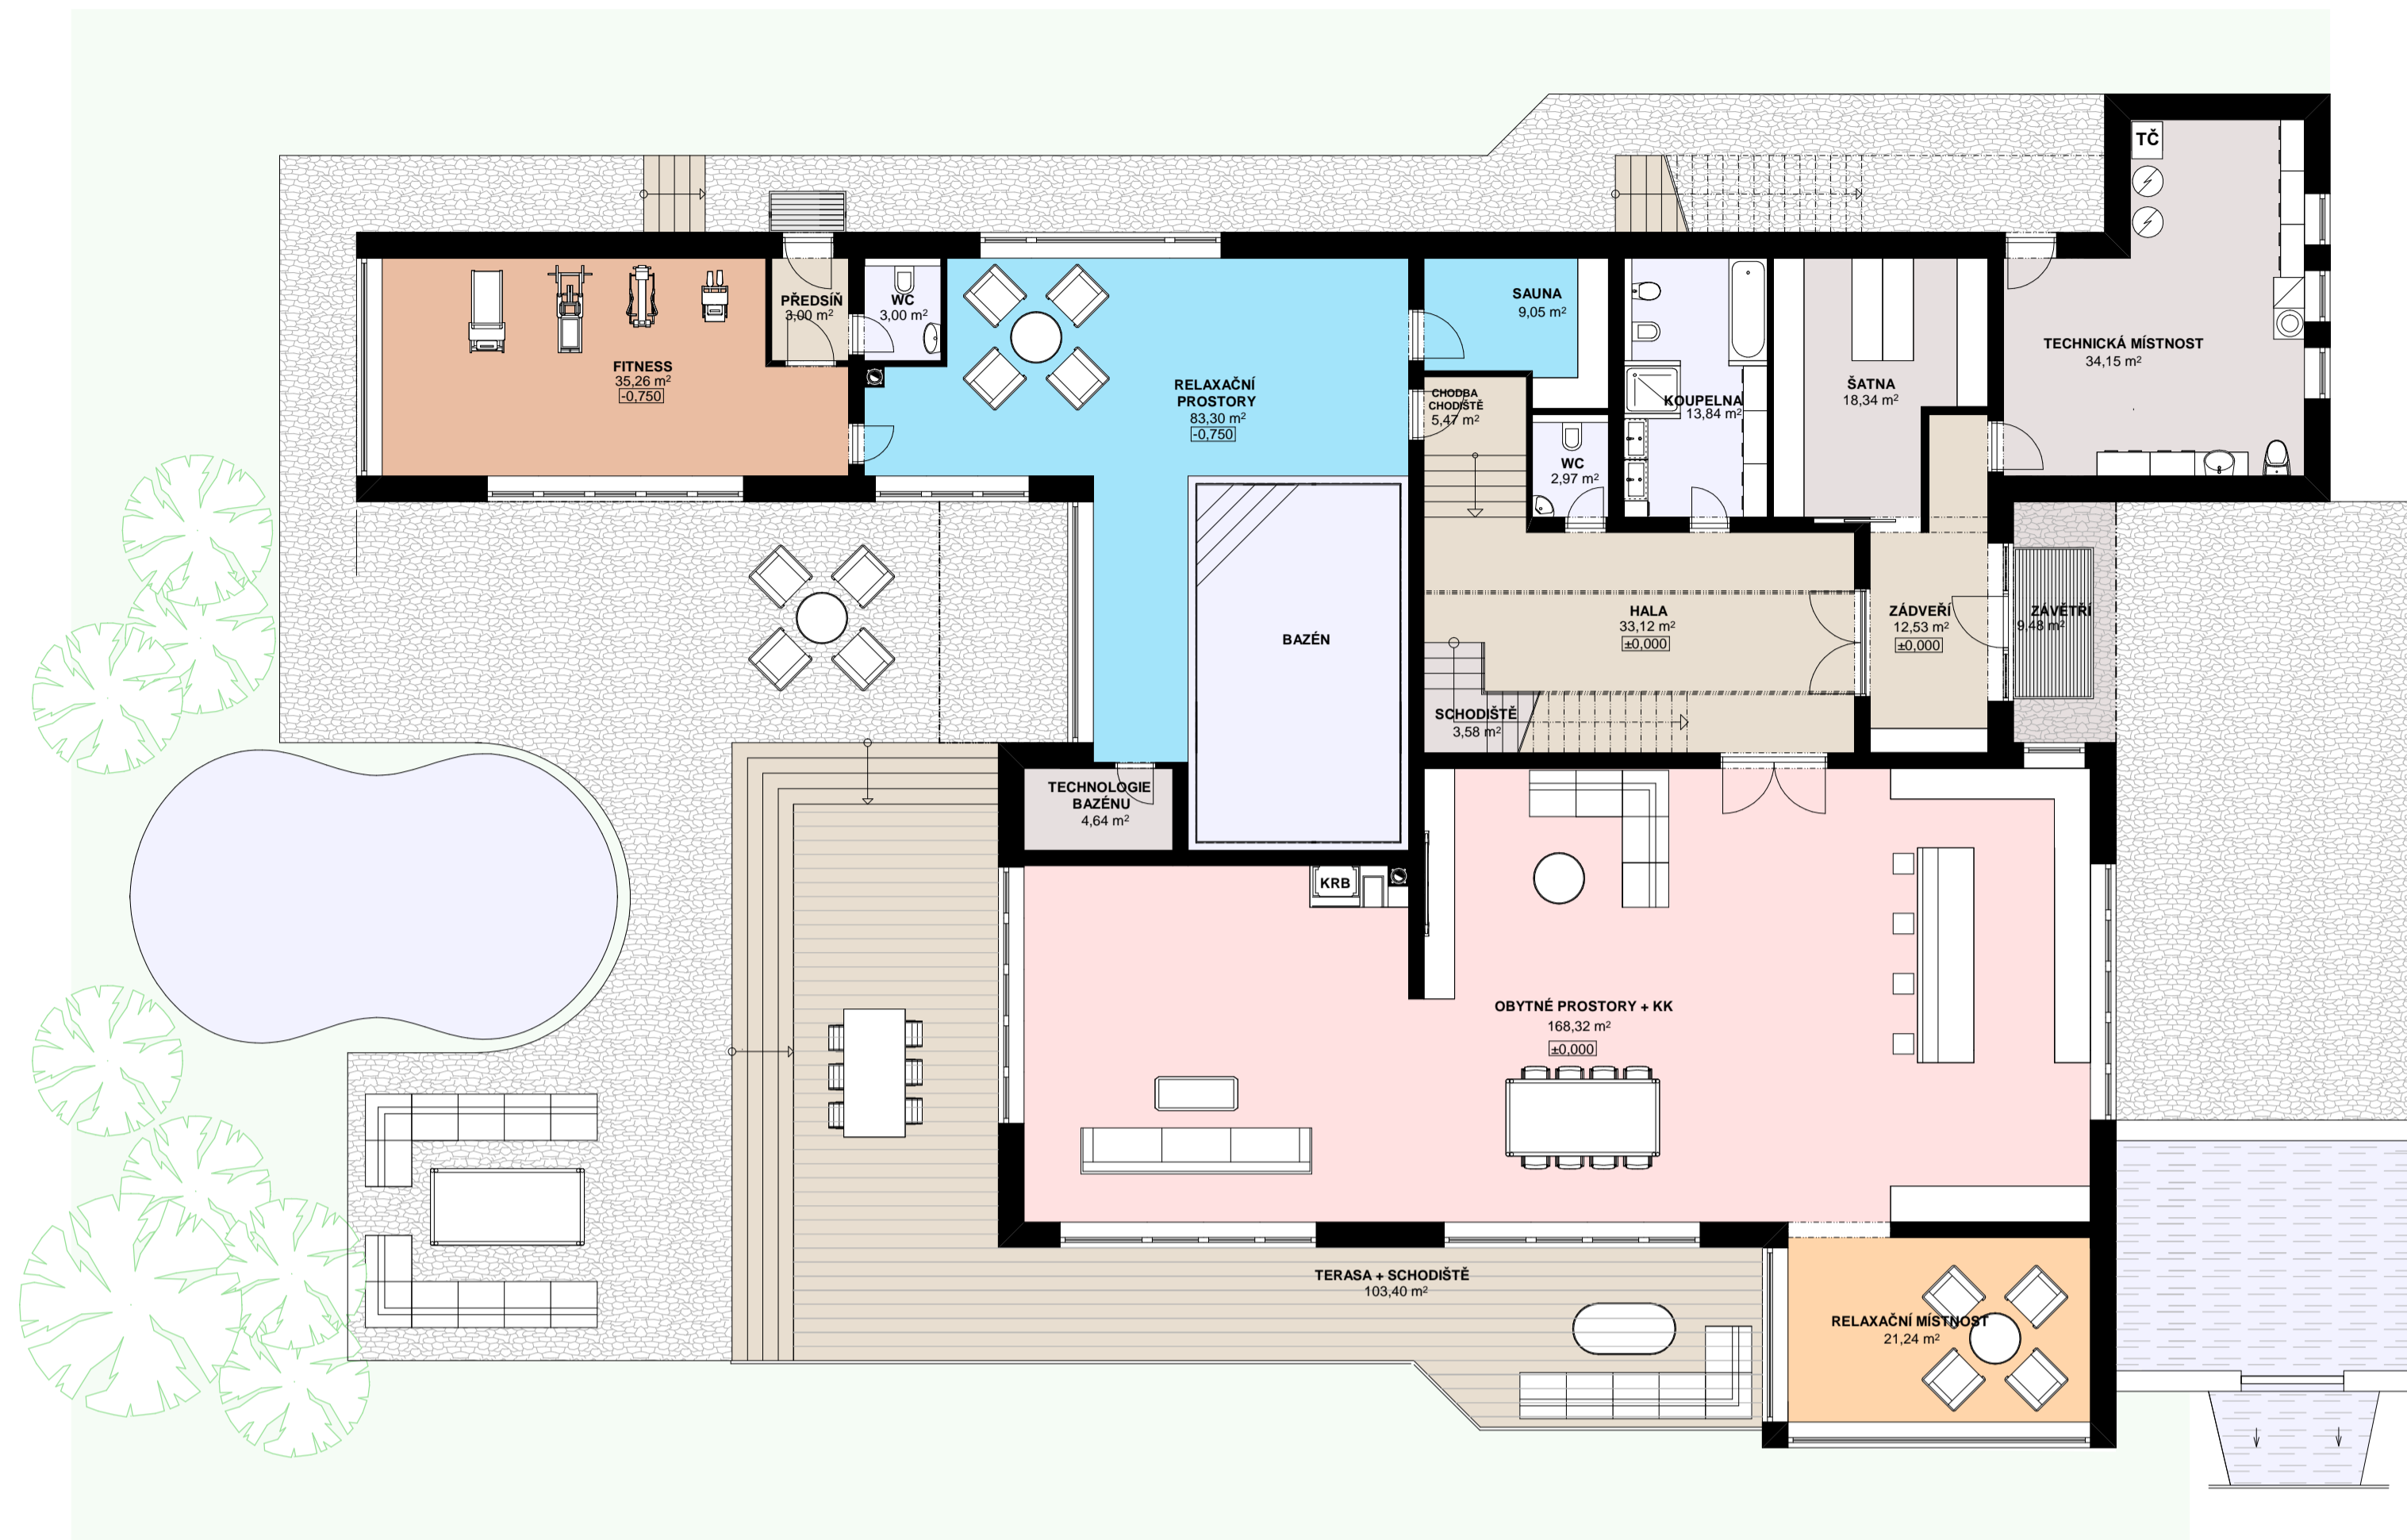 TČ
PŘEDSÍŇ
3,00 m²
WC
3,00 m²
SAUNA
9,05 m²
TECHNICKÁ MÍSTNOST
34,15 m²
FITNESS
35,26 m²
-0,750
RELAXAČNÍ
PROSTORY
83,30 m²
-0,750
CHODBA
CHODIŠTĚ
5,47 m²
KOUPELNA
13,84 m²
ŠATNA
18,34 m²
WC
2,97 m²
BAZÉN
HALA
33,12 m²
±0,000
ZÁDVEŘÍ
12,53 m²
±0,000
ZÁVĚTŘÍ
9,48 m²
SCHODIŠTĚ
3,58 m²
TECHNOLOGIE
BAZÉNU
4,64 m²
KRB
OBYTNÉ PROSTORY + KK
168,32 m²
±0,000
TERASA + SCHODIŠTĚ
103,40 m²
RELAXAČNÍ MÍSTNOST
21,24 m²